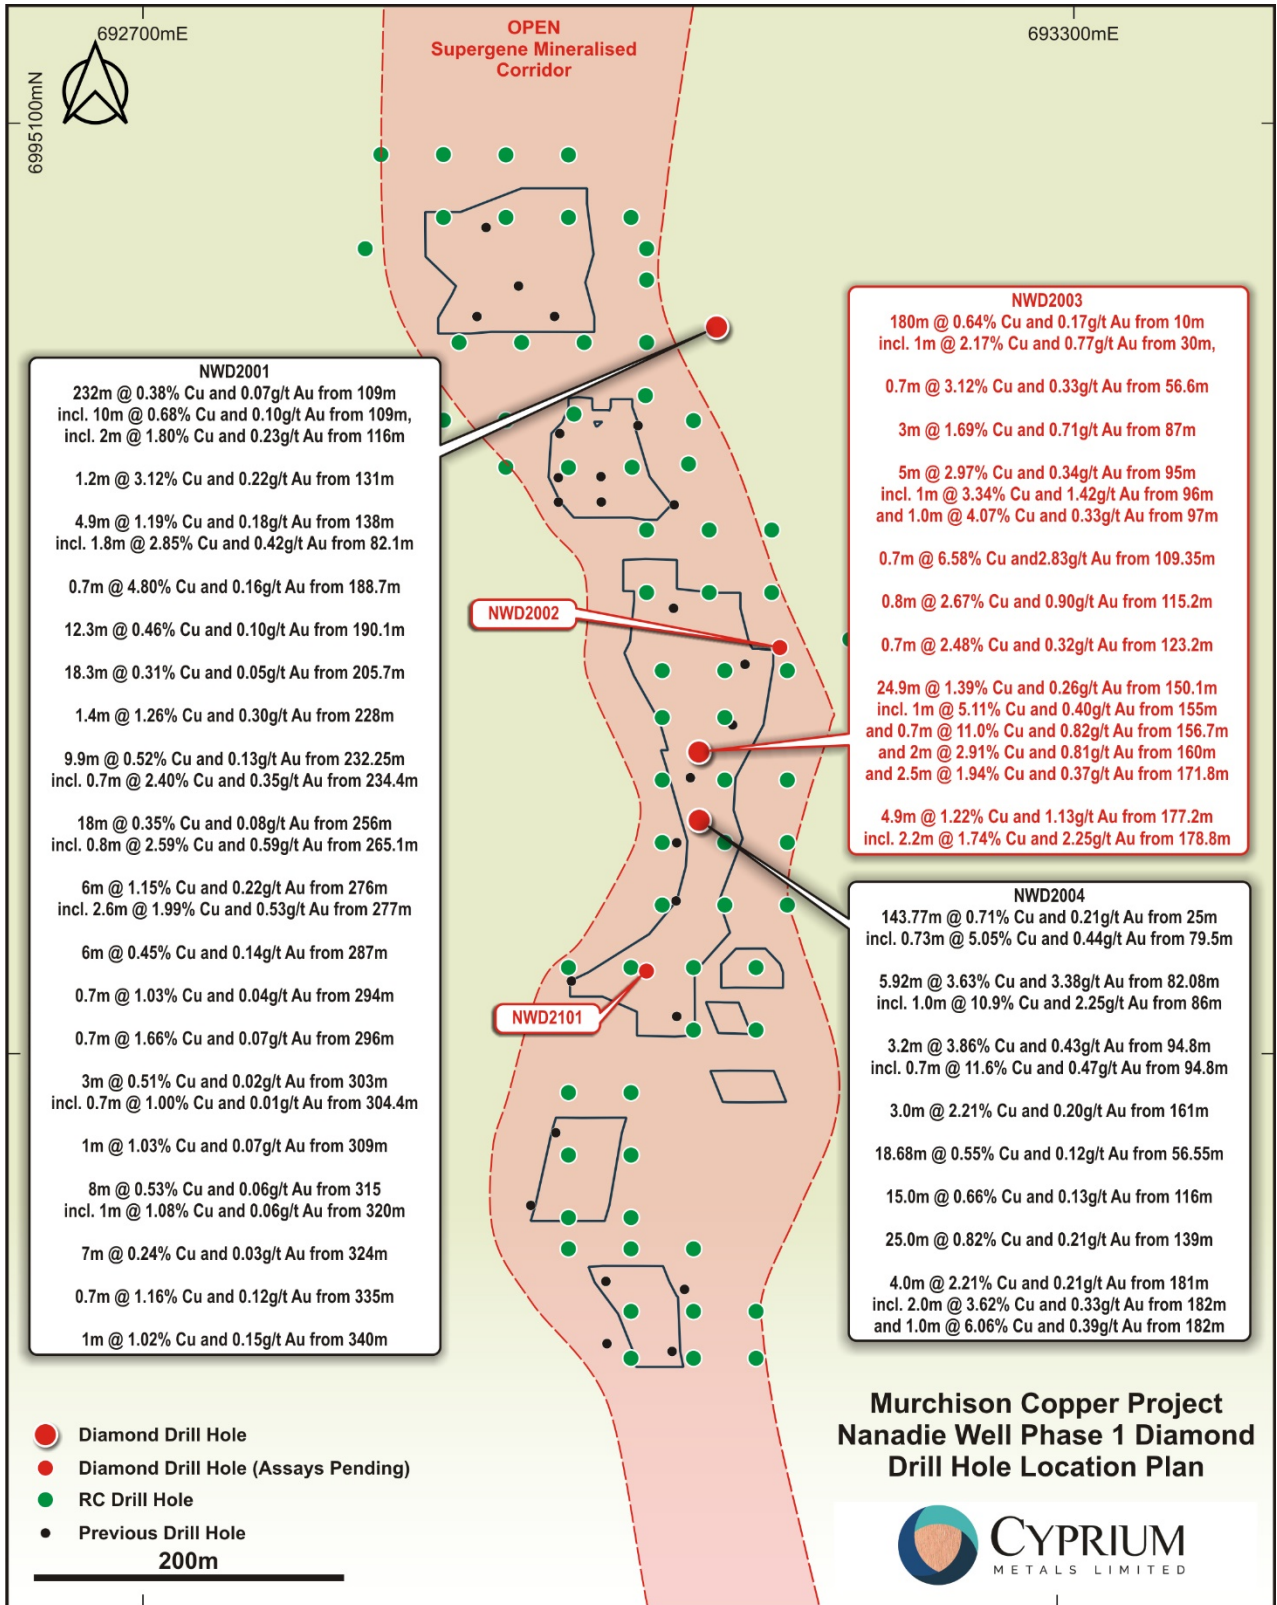 692700mE
693300mE
6995100mN
OPEN
Supergene Mineralised
Corridor
NWD2001
232m @ 0.38% Cu and 0.07g/t Au from 109m
incl. 10m @ 0.68% Cu and 0.10g/t Au from 109m,
incl. 2m @ 1.80% Cu and 0.23g/t Au from 116m
1.2m @ 3.12% Cu and 0.22g/t Au from 131m
4.9m @ 1.19% Cu and 0.18g/t Au from 138m
incl. 1.8m @ 2.85% Cu and 0.42g/t Au from 82.1m
0.7m @ 4.80% Cu and 0.16g/t Au from 188.7m
12.3m @ 0.46% Cu and 0.10g/t Au from 190.1m
18.3m @ 0.31% Cu and 0.05g/t Au from 205.7m
1.4m @ 1.26% Cu and 0.30g/t Au from 228m
9.9m @ 0.52% Cu and 0.13g/t Au from 232.25m
incl. 0.7m @ 2.40% Cu and 0.35g/t Au from 234.4m
18m @ 0.35% Cu and 0.08g/t Au from 256m
incl. 0.8m @ 2.59% Cu and 0.59g/t Au from 265.1m
6m @ 1.15% Cu and 0.22g/t Au from 276m
incl. 2.6m @ 1.99% Cu and 0.53g/t Au from 277m
6m @ 0.45% Cu and 0.14g/t Au from 287m
0.7m @ 1.03% Cu and 0.04g/t Au from 294m
0.7m @ 1.66% Cu and 0.07g/t Au from 296m
3m @ 0.51% Cu and 0.02g/t Au from 303m
incl. 0.7m @ 1.00% Cu and 0.01g/t Au from 304.4m
1m @ 1.03% Cu and 0.07g/t Au from 309m
8m @ 0.53% Cu and 0.06g/t Au from 315
incl. 1m @ 1.08% Cu and 0.06g/t Au from 320m
7m @ 0.24% Cu and 0.03g/t Au from 324m
0.7m @ 1.16% Cu and 0.12g/t Au from 335m
1m @ 1.02% Cu and 0.15g/t Au from 340m
NWD2002
NWD2101
NWD2003
180m @ 0.64% Cu and 0.17g/t Au from 10m
incl. 1m @ 2.17% Cu and 0.77g/t Au from 30m,
0.7m @ 3.12% Cu and 0.33g/t Au from 56.6m
3m @ 1.69% Cu and 0.71g/t Au from 87m
5m @ 2.97% Cu and 0.34g/t Au from 95m
incl. 1m @ 3.34% Cu and 1.42g/t Au from 96m
and 1.0m @ 4.07% Cu and 0.33g/t Au from 97m
0.7m @ 6.58% Cu and2.83g/t Au from 109.35m
0.8m @ 2.67% Cu and 0.90g/t Au from 115.2m
0.7m @ 2.48% Cu and 0.32g/t Au from 123.2m
24.9m @ 1.39% Cu and 0.26g/t Au from 150.1m
incl. 1m @ 5.11% Cu and 0.40g/t Au from 155m
and 0.7m @ 11.0% Cu and 0.82g/t Au from 156.7m
and 2m @ 2.91% Cu and 0.81g/t Au from 160m
and 2.5m @ 1.94% Cu and 0.37g/t Au from 171.8m
4.9m @ 1.22% Cu and 1.13g/t Au from 177.2m
incl. 2.2m @ 1.74% Cu and 2.25g/t Au from 178.8m
NWD2004
143.77m @ 0.71% Cu and 0.21g/t Au from 25m
incl. 0.73m @ 5.05% Cu and 0.44g/t Au from 79.5m
5.92m @ 3.63% Cu and 3.38g/t Au from 82.08m
incl. 1.0m @ 10.9% Cu and 2.25g/t Au from 86m
3.2m @ 3.86% Cu and 0.43g/t Au from 94.8m
incl. 0.7m @ 11.6% Cu and 0.47g/t Au from 94.8m
3.0m @ 2.21% Cu and 0.20g/t Au from 161m
18.68m @ 0.55% Cu and 0.12g/t Au from 56.55m
15.0m @ 0.66% Cu and 0.13g/t Au from 116m
25.0m @ 0.82% Cu and 0.21g/t Au from 139m
4.0m @ 2.21% Cu and 0.21g/t Au from 181m
incl. 2.0m @ 3.62% Cu and 0.33g/t Au from 182m
and 1.0m @ 6.06% Cu and 0.39g/t Au from 182m
Diamond Drill Hole
Diamond Drill Hole (Assays Pending)
RC Drill Hole
Previous Drill Hole
200m
Murchison Copper Project
Nanadie Well Phase 1 Diamond
Drill Hole Location Plan
CYPRIUM
METALS LIMITED